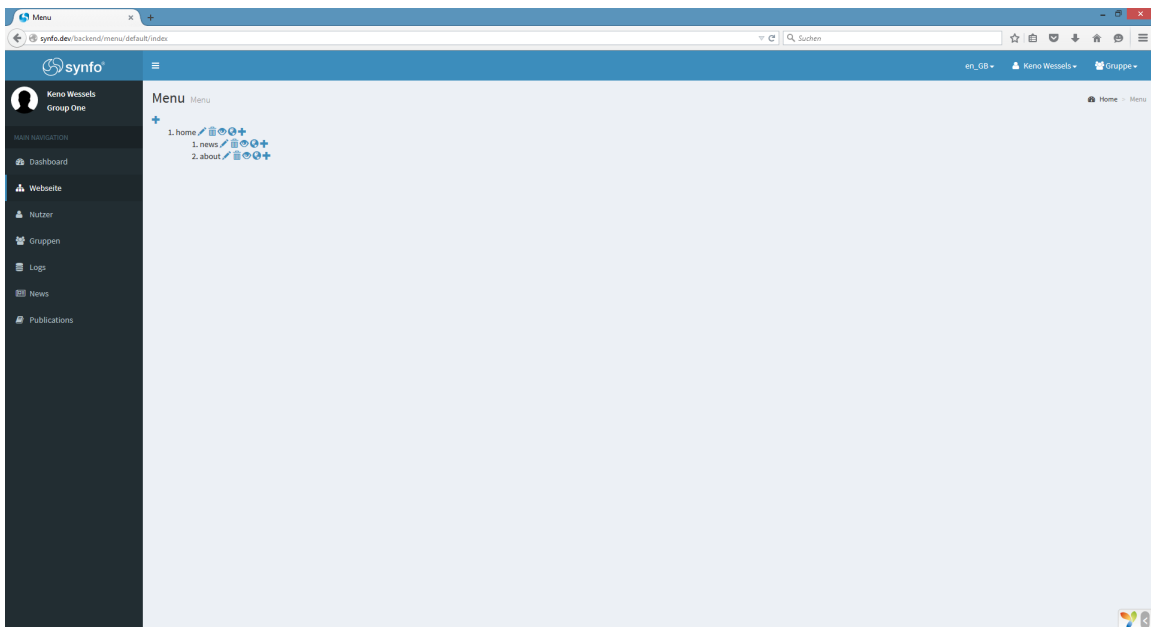 Menu
synfo.dev/backend/menu/default/index
Suchen
synfo®
en_GB
Keno Wessels
Gruppe
Keno Wessels
Group One
Menu Menu
Home > Menu
MAIN NAVIGATION
Dashboard
Webseite
Nutzer
Gruppen
Logs
News
Publications
1. home
1. news
2. about